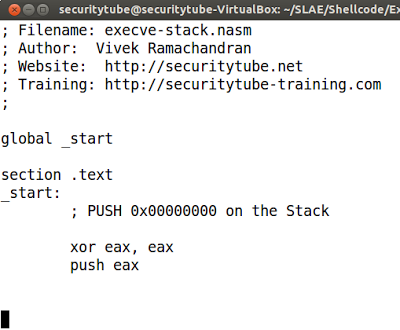 securitytube@securitytube-VirtualBox: ~/SLAE/Shellcode/Ex
; Filename: execve-stack.nasm
; Author:  Vivek Ramachandran
; Website:  http://securitytube.net
; Training: http://securitytube-training.com
;
global _start
section .text
_start:
        ; PUSH 0x00000000 on the Stack
        xor eax, eax
        push eax